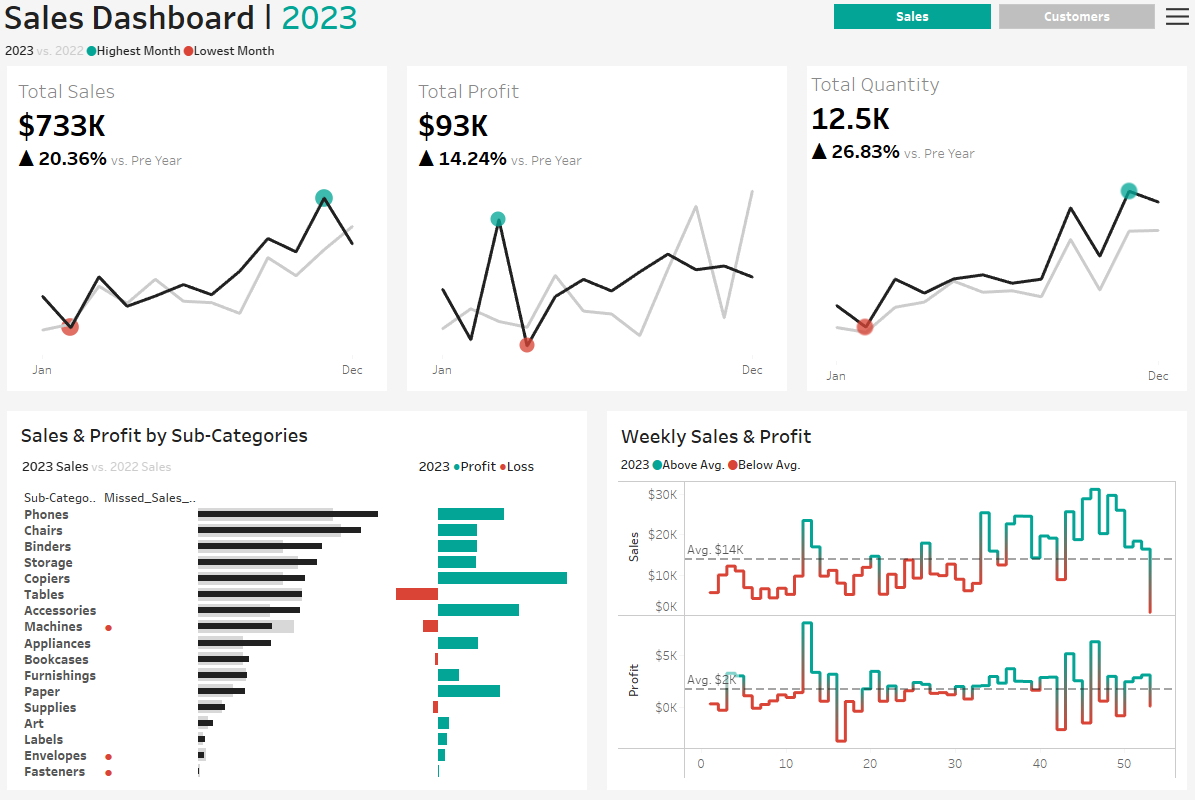 Sales Dashboard | 2023
Sales
Customers
2023 vs. 2022 Highest Month Lowest Month
Total Sales
$733K
▲ 20.36% vs. Pre Year
Jan
Dec
Total Profit
$93K
▲ 14.24% vs. Pre Year
Jan
Dec
Total Quantity
12.5K
▲ 26.83% vs. Pre Year
Jan
Dec
Sales & Profit by Sub-Categories
2023 Sales vs. 2022 Sales
2023 •Profit •Loss
Sub-Catego.. Missed_Sales_..
Phones
Chairs
Binders
Storage
Copiers
Tables
Accessories
Machines
Appliances
Bookcases
Furnishings
Paper
Supplies
Art
Labels
Envelopes
Fasteners
Weekly Sales & Profit
2023 Above Avg. Below Avg.
Sales
$30K
$20K
Avg. $14K
$10K
$0K
Profit
$5K
Avg. $2K
$0K
0 10 20 30 40 50